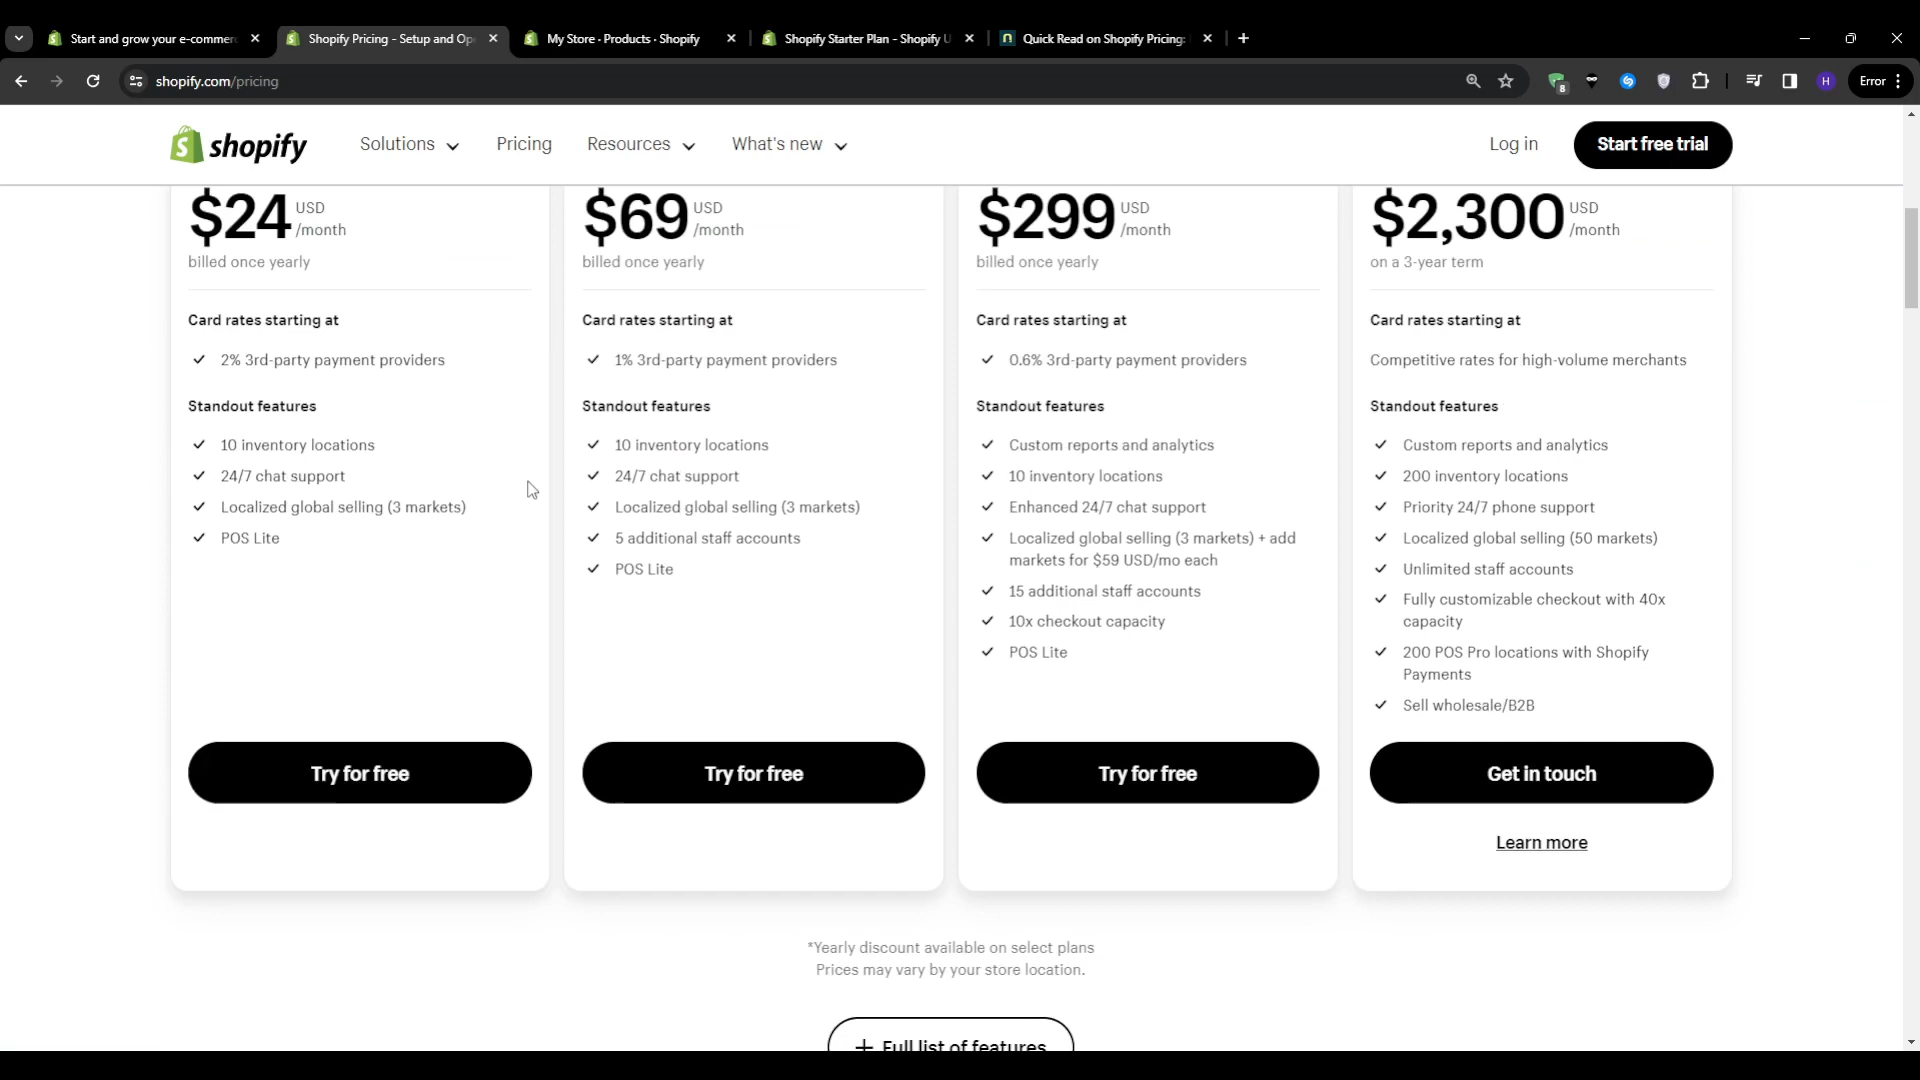 Start and grow your e-commerc
Shopify Pricing - Setup and Op
My Store · Products · Shopify
Shopify Starter Plan - Shopify U
Quick Read on Shopify Pricing:
shopify.com/pricing
8
H
Error
shopify
Solutions
Pricing
Resources
What's new
Log in
Start free trial
$24 USD /month
billed once yearly
Card rates starting at
2% 3rd-party payment providers
Standout features
10 inventory locations
24/7 chat support
Localized global selling (3 markets)
POS Lite
Try for free
$69 USD /month
billed once yearly
Card rates starting at
1% 3rd-party payment providers
Standout features
10 inventory locations
24/7 chat support
Localized global selling (3 markets)
5 additional staff accounts
POS Lite
Try for free
$299 USD /month
billed once yearly
Card rates starting at
0.6% 3rd-party payment providers
Standout features
Custom reports and analytics
10 inventory locations
Enhanced 24/7 chat support
Localized global selling (3 markets) + add
markets for $59 USD/mo each
15 additional staff accounts
10x checkout capacity
POS Lite
Try for free
$2,300 USD /month
on a 3-year term
Card rates starting at
Competitive rates for high-volume merchants
Standout features
Custom reports and analytics
200 inventory locations
Priority 24/7 phone support
Localized global selling (50 markets)
Unlimited staff accounts
Fully customizable checkout with 40x
capacity
200 POS Pro locations with Shopify
Payments
Sell wholesale/B2B
Get in touch
Learn more
*Yearly discount available on select plans
Prices may vary by your store location.
+ Full list of features